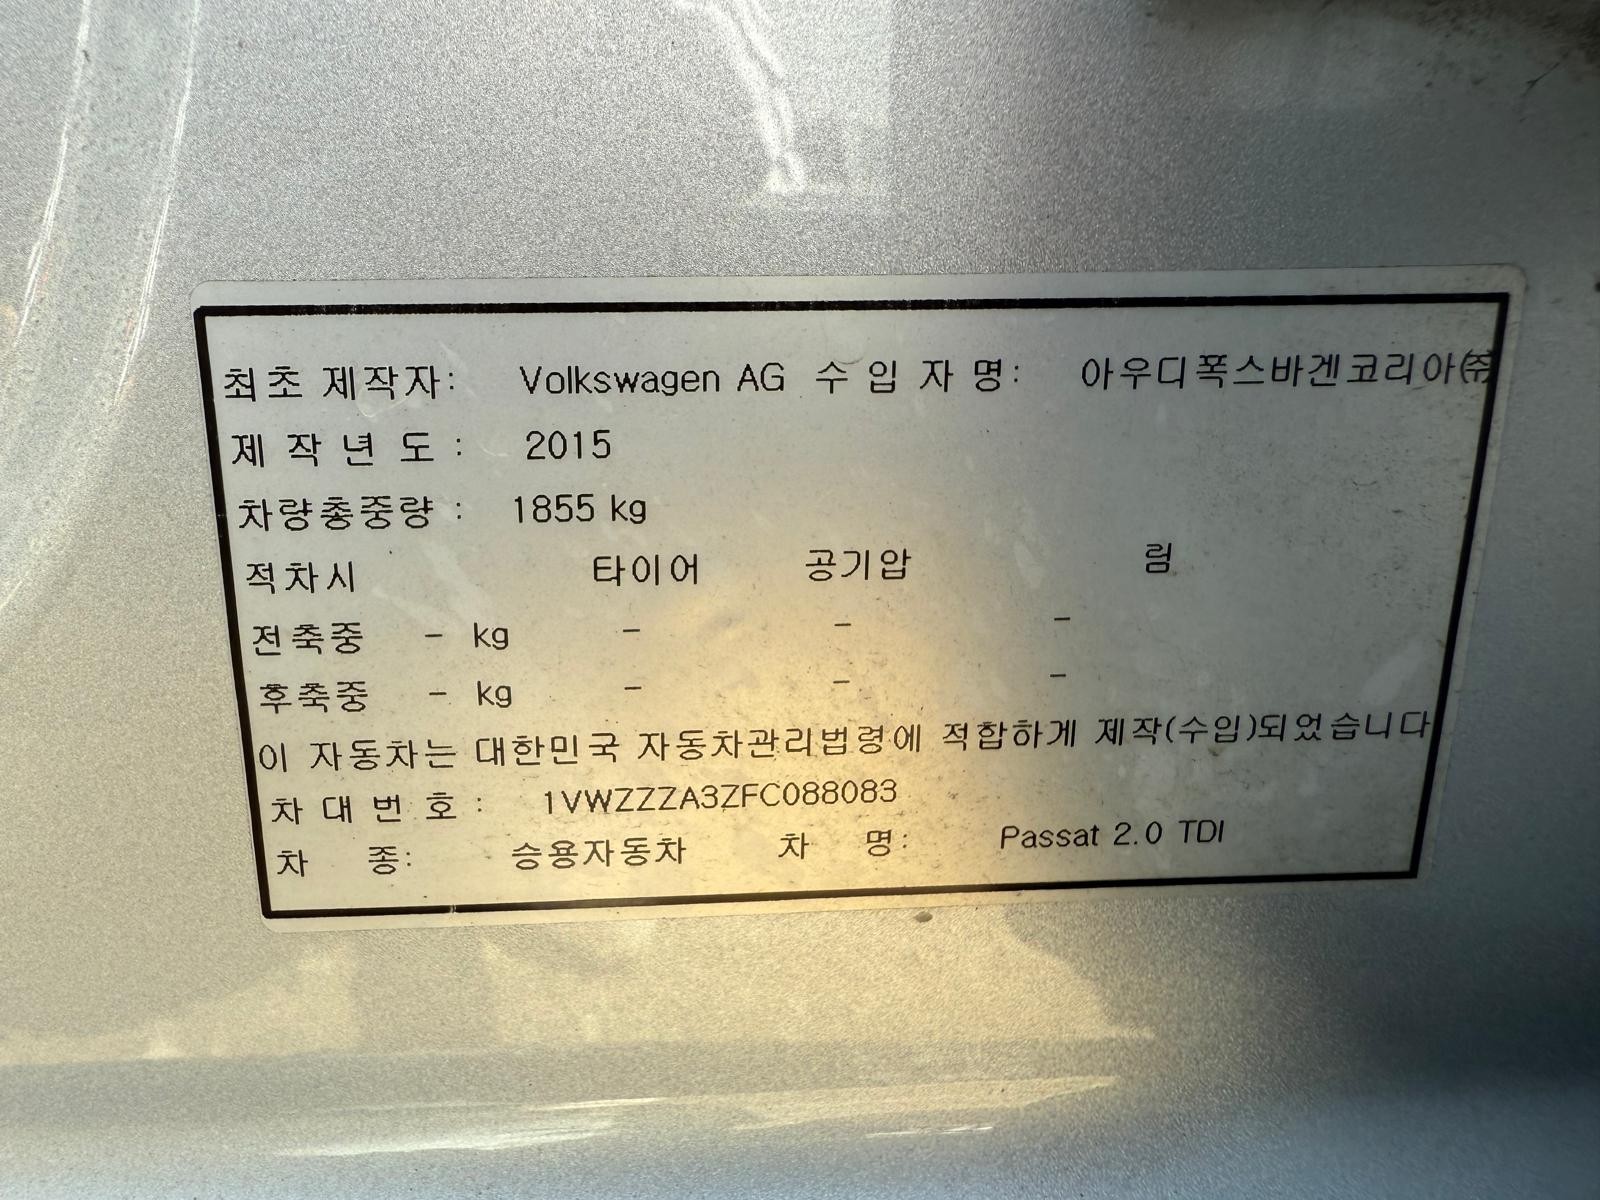 최초 제작자: Volkswagen AG 수 입 자 명: 아우디폭스바겐코리아㈜
제 작 년 도 : 2015
차량총중량 : 1855 kg
적차시 타이어 공기압 림
전축중 - kg - - -
후축중 - kg - - -
이 자동차는 대한민국 자동차관리법령에 적합하게 제작(수입)되었습니다
차 대 번 호 : 1VWZZZA3ZFC088083
차 종: 승용자동차 차 명: Passat 2.0 TDI